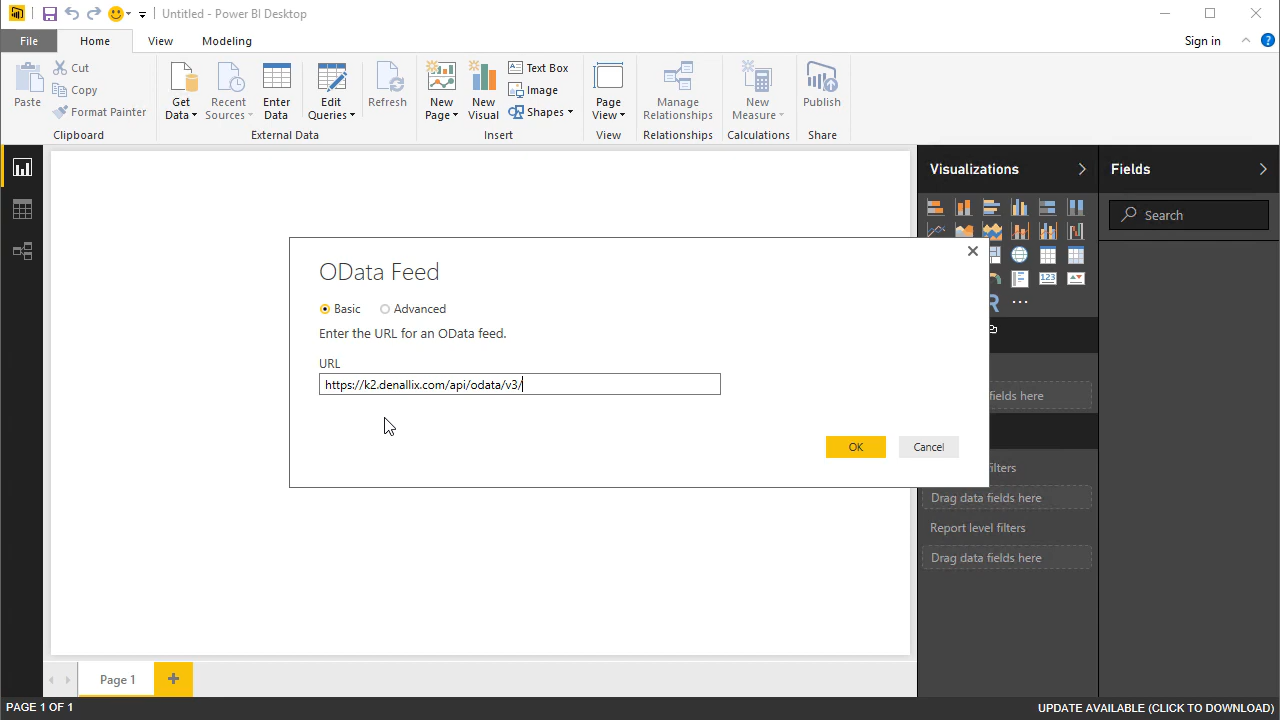 Untitled - Power BI Desktop
File
Home
View
Modeling
Sign in
Paste
Cut
Copy
Format Painter
Clipboard
Get Data
Recent Sources
Enter Data
Edit Queries
Refresh
External Data
New Page
New Visual
Text Box
Image
Shapes
Insert
Page View
View
Manage Relationships
Relationships
New Measure
Calculations
Publish
Share
Visualizations
Fields
Search
123
R
OData Feed
Basic
Advanced
Enter the URL for an OData feed.
URL
https://k2.denallix.com/api/odata/v3/
OK
Cancel
fields here
Drag data fields here
Report level filters
Drag data fields here
Page 1
PAGE 1 OF 1
UPDATE AVAILABLE (CLICK TO DOWNLOAD)